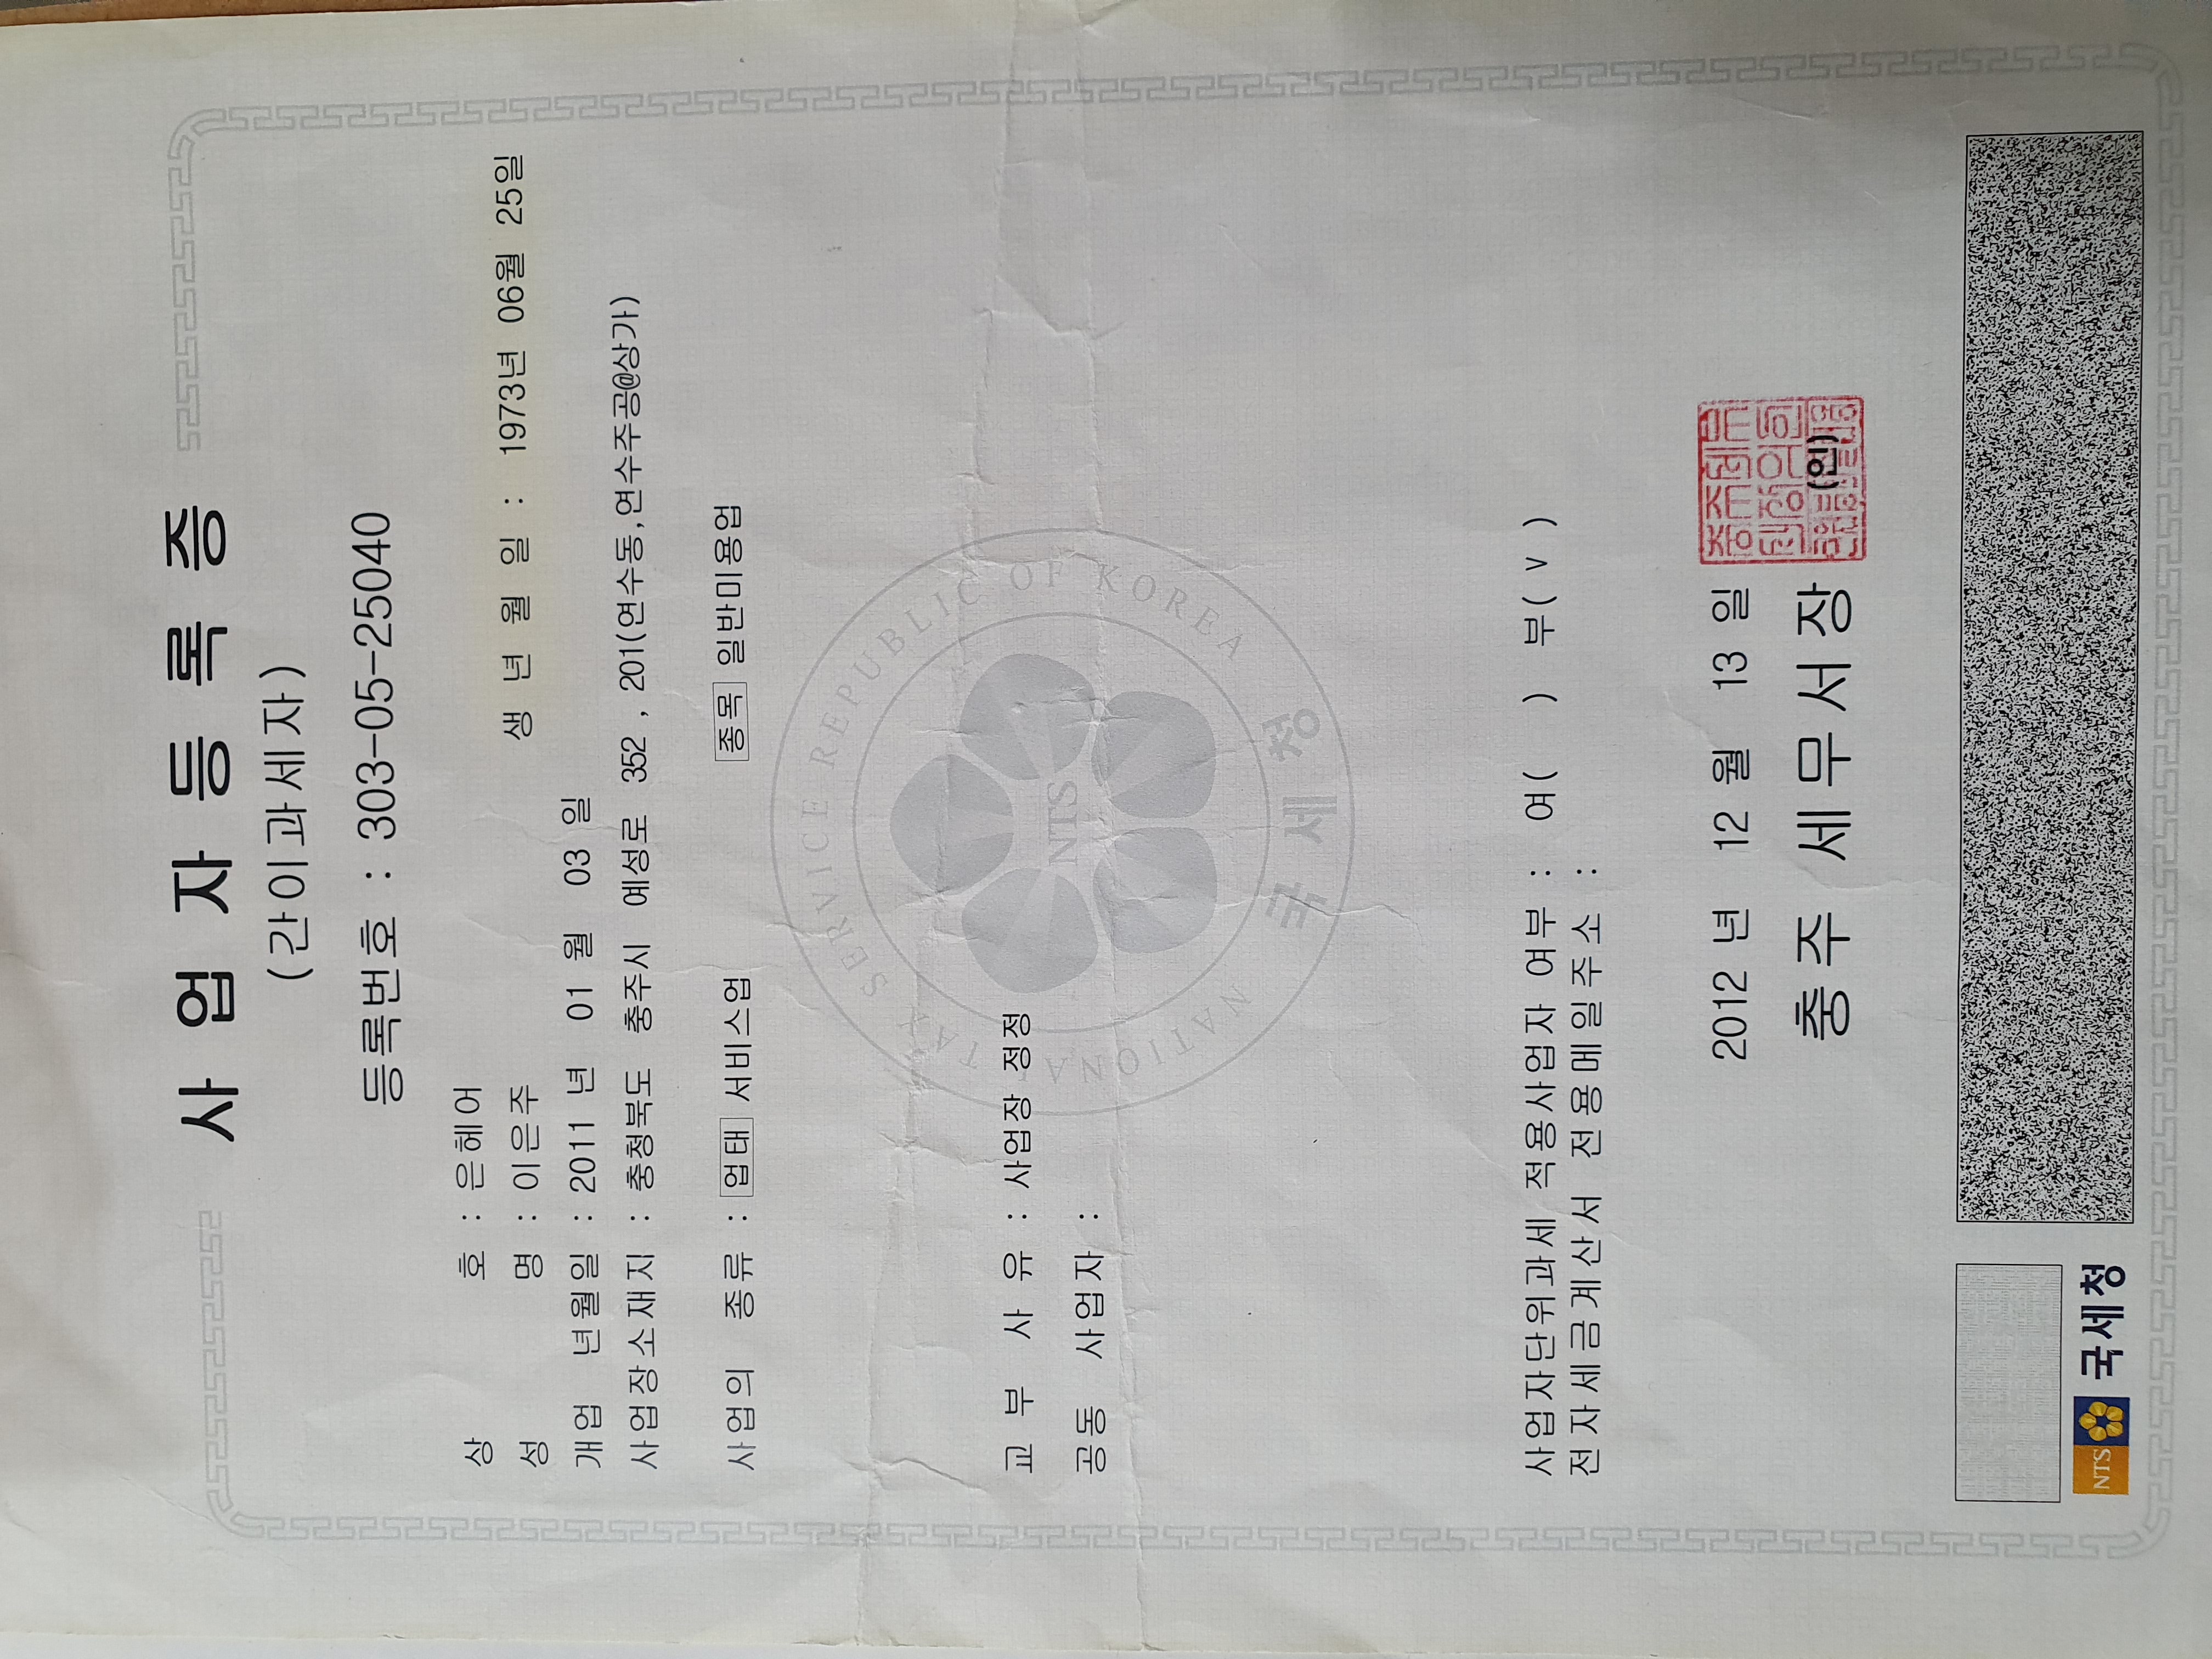 사업자등록증
(간이과세자)
등록번호 : 303-05-25040
상 호 : 은헤어
성 명 : 이은주 생 년 월 일 : 1973년 06월 25일
개업 년월일 : 2011 년 01 월 03 일
사업장소재지 : 충청북도 충주시 예성로 352 , 201(연수동,연수주공@상가)
사업의 종류 : 업태 서비스업 종목 일반미용업
교 부 사 유 : 사업장 정정
공동 사업자 :
NATIONA TAX SERVICE REPUBLIC OF KOREA
NTS
국세청
사업자단위과세 적용사업자 여부 : 여( ) 부( v )
전자세금계산서 전용메일주소 :
2012 년 12 월 13 일
충주 세무서장 (인)
NTS 국세청